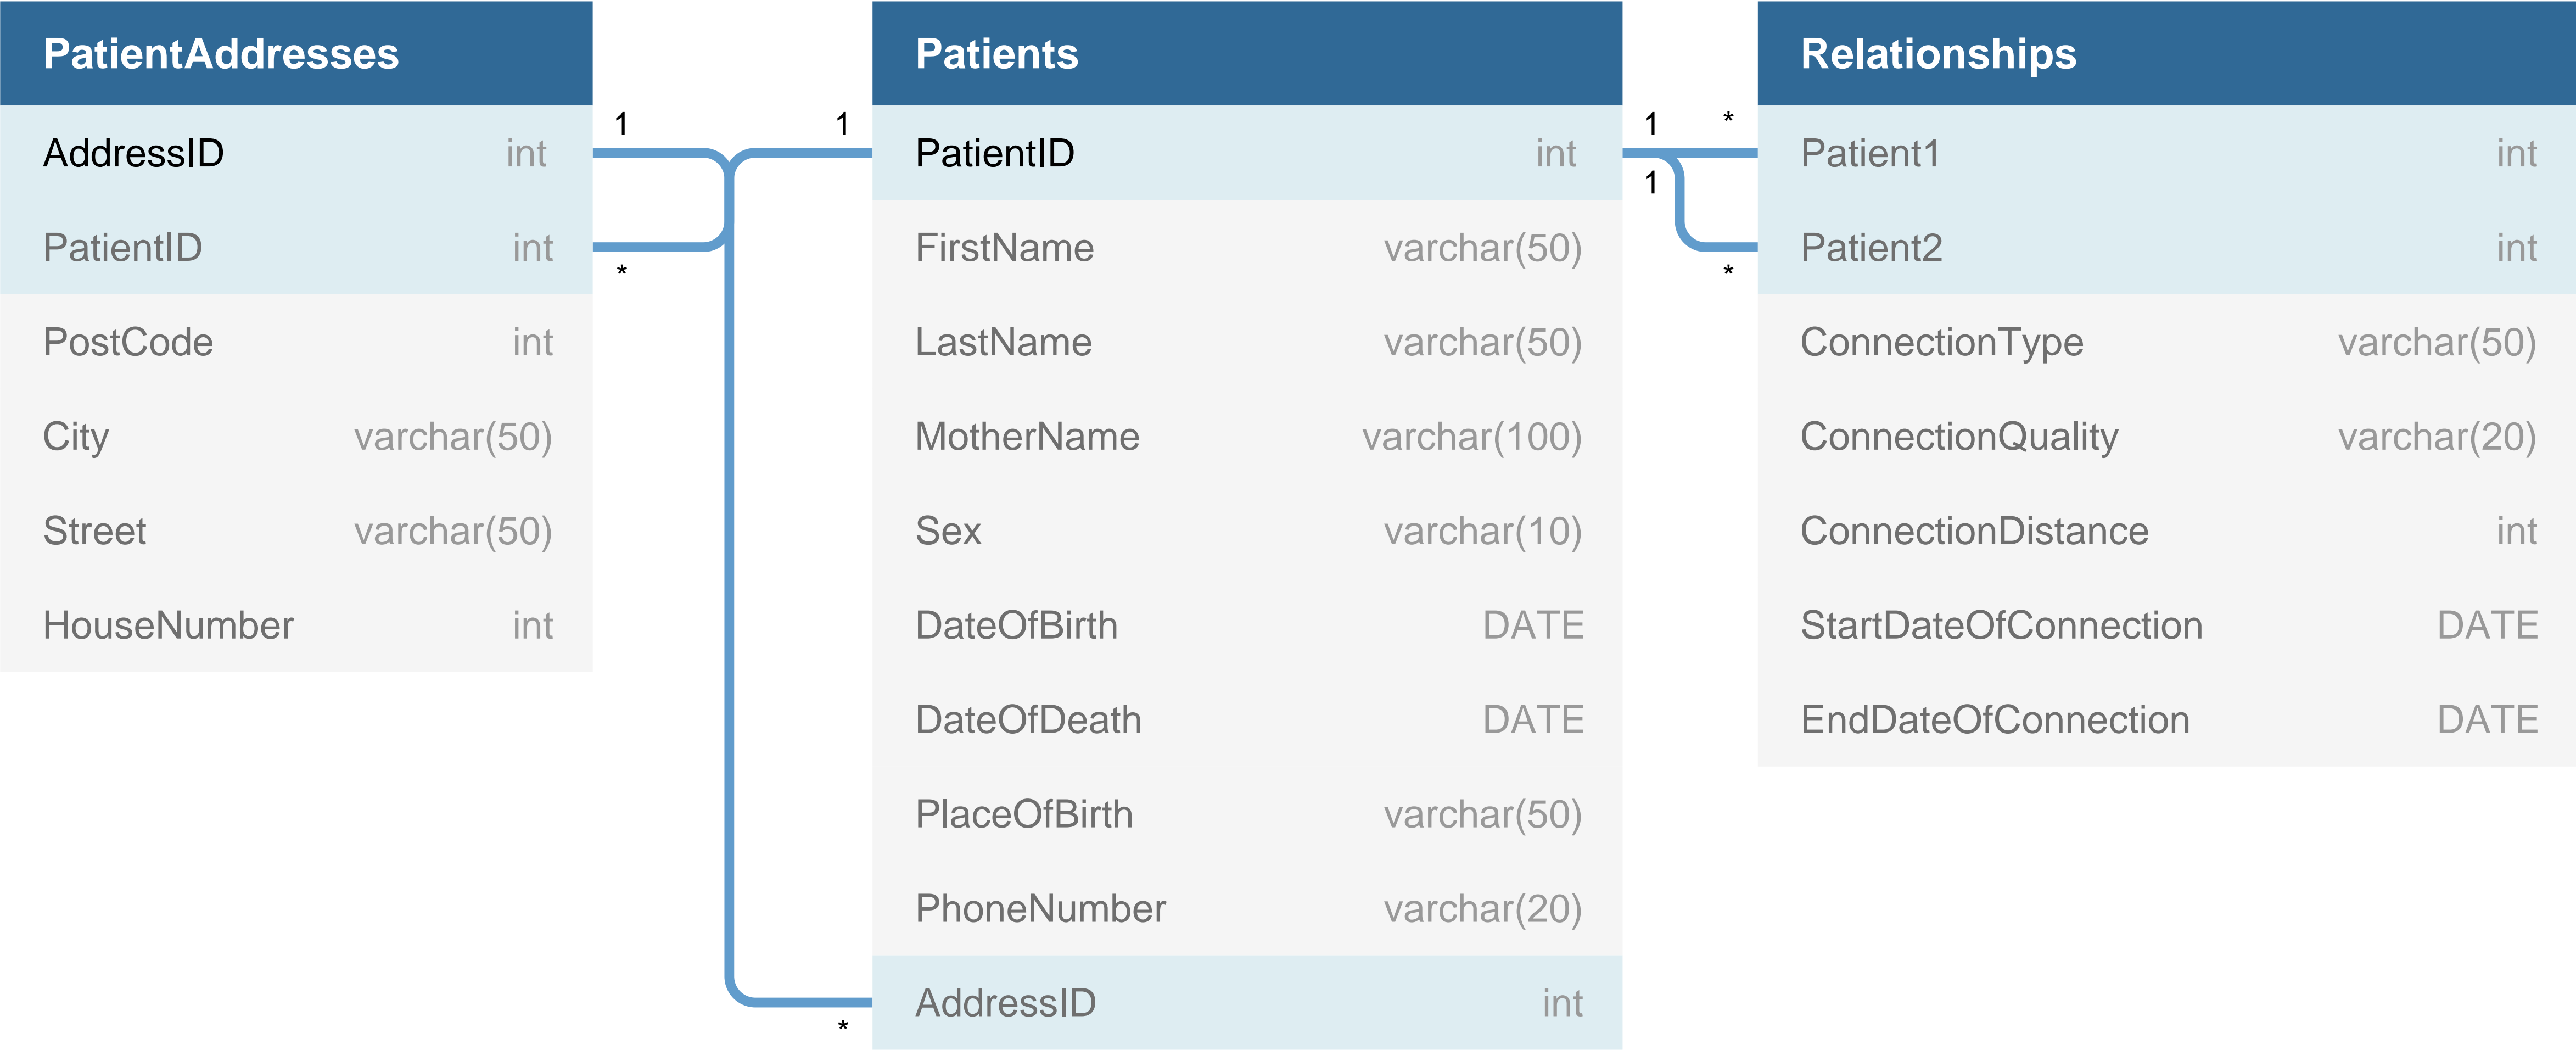 PatientAddresses
AddressID int
PatientID int
PostCode int
City varchar(50)
Street varchar(50)
HouseNumber int
1 1
*
*
Patients
PatientID int
FirstName varchar(50)
LastName varchar(50)
MotherName varchar(100)
Sex varchar(10)
DateOfBirth DATE
DateOfDeath DATE
PlaceOfBirth varchar(50)
PhoneNumber varchar(20)
AddressID int
1 *
1
*
Relationships
Patient1 int
Patient2 int
ConnectionType varchar(50)
ConnectionQuality varchar(20)
ConnectionDistance int
StartDateOfConnection DATE
EndDateOfConnection DATE